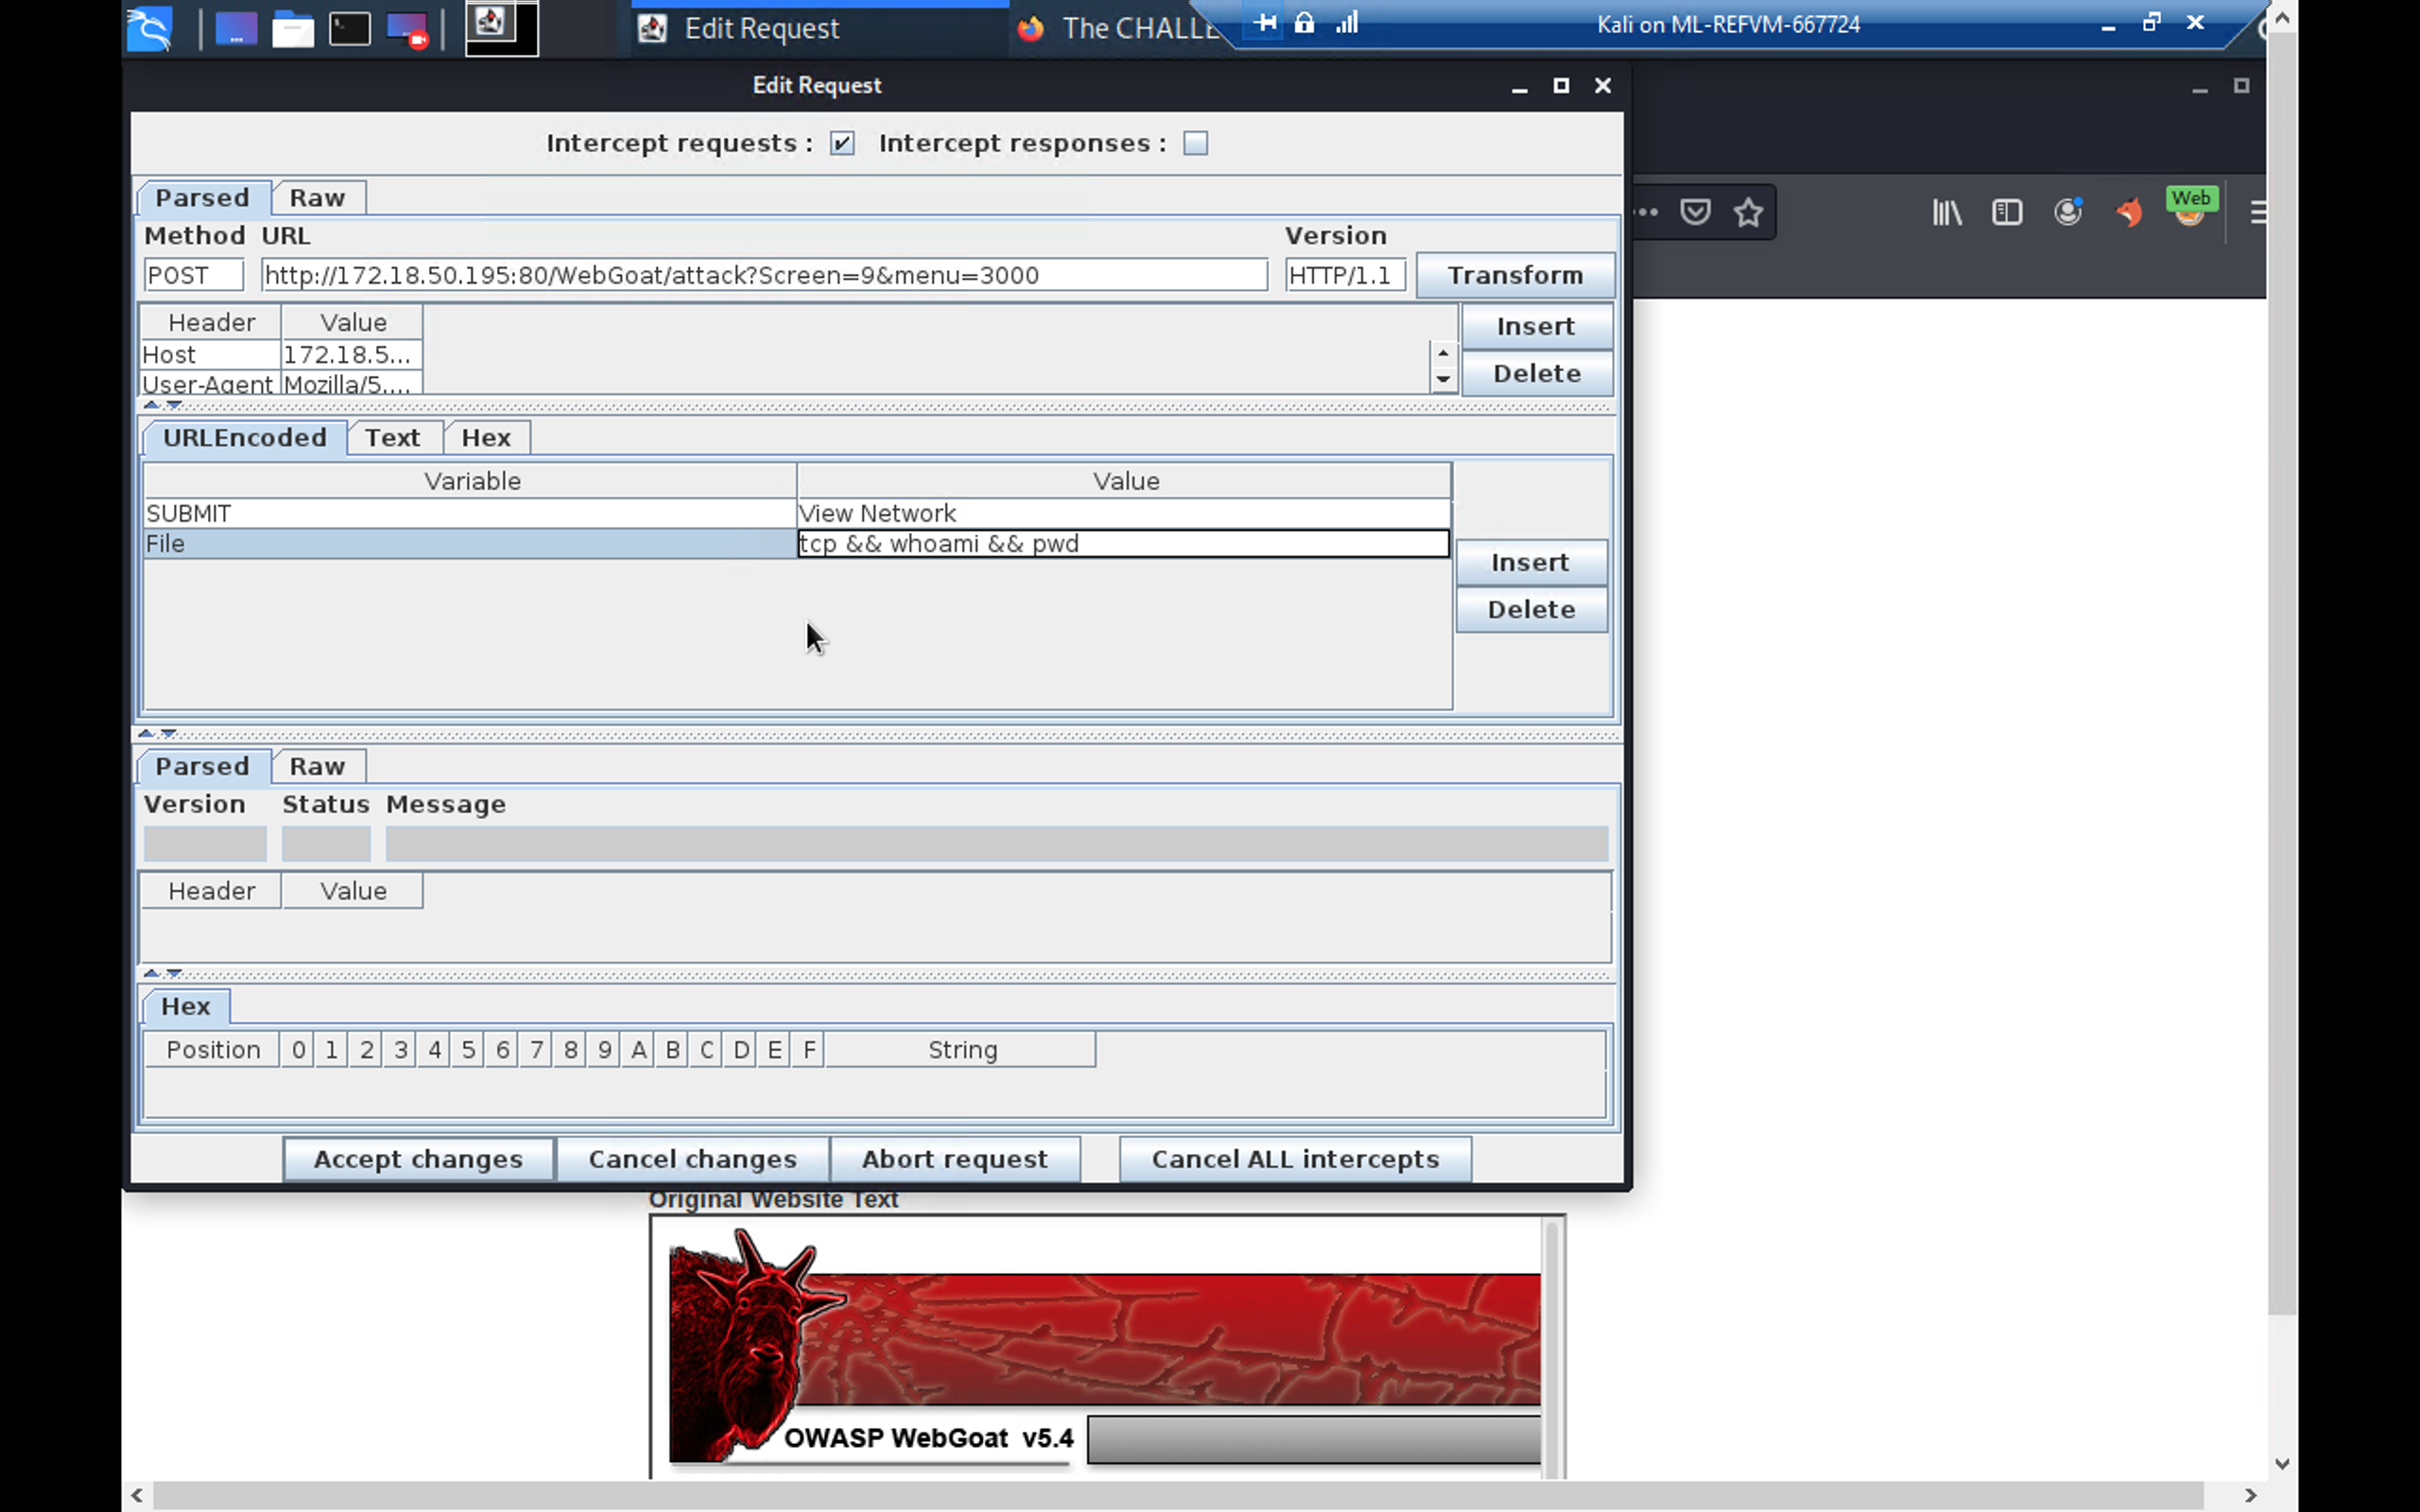 Edit Request
The CHALLE
Kali on ML-REFVM-667724
Edit Request
Intercept requests :
Intercept responses :
Parsed
Raw
Method
URL
Version
POST
http://172.18.50.195:80/WebGoat/attack?Screen=9&menu=3000
HTTP/1.1
Transform
Header
Value
Insert
Host
172.18.5...
User-Agent
Mozilla/5....
Delete
Web
URLEncoded
Text
Hex
Variable
Value
SUBMIT
View Network
File
tcp && whoami && pwd
Insert
Delete
Parsed
Raw
Version
Status
Message
Header
Value
Hex
Position
0
1
2
3
4
5
6
7
8
9
A
B
C
D
E
F
String
Accept changes
Cancel changes
Abort request
Cancel ALL intercepts
Original Website Text
OWASP WebGoat v5.4